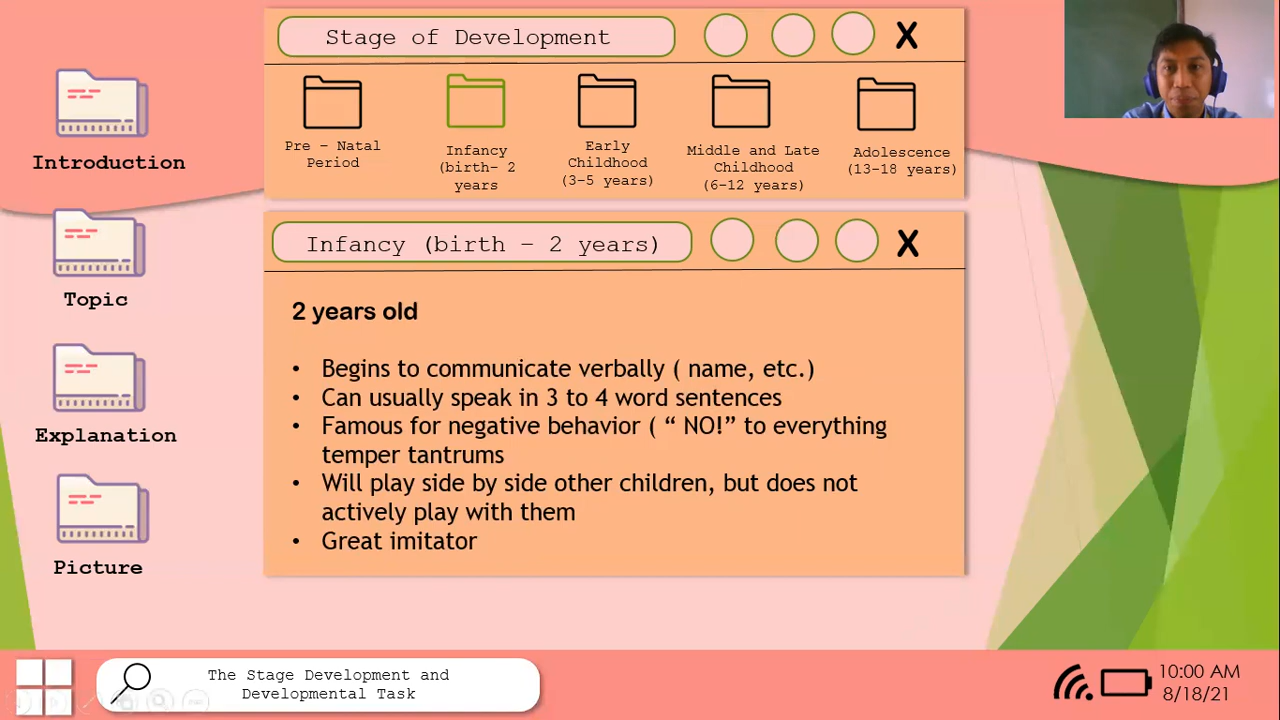 Stage of Development
X
Pre – Natal
Period
Infancy
(birth– 2
years
Early
Childhood
(3-5 years)
Middle and Late
Childhood
(6-12 years)
Adolescence
(13-18 years)
Introduction
Topic
Explanation
Picture
Infancy (birth – 2 years)
X
2 years old
• Begins to communicate verbally ( name, etc.)
• Can usually speak in 3 to 4 word sentences
• Famous for negative behavior ( “ NO!” to everything
temper tantrums
• Will play side by side other children, but does not
actively play with them
• Great imitator
The Stage Development and
Developmental Task
10:00 AM
8/18/21